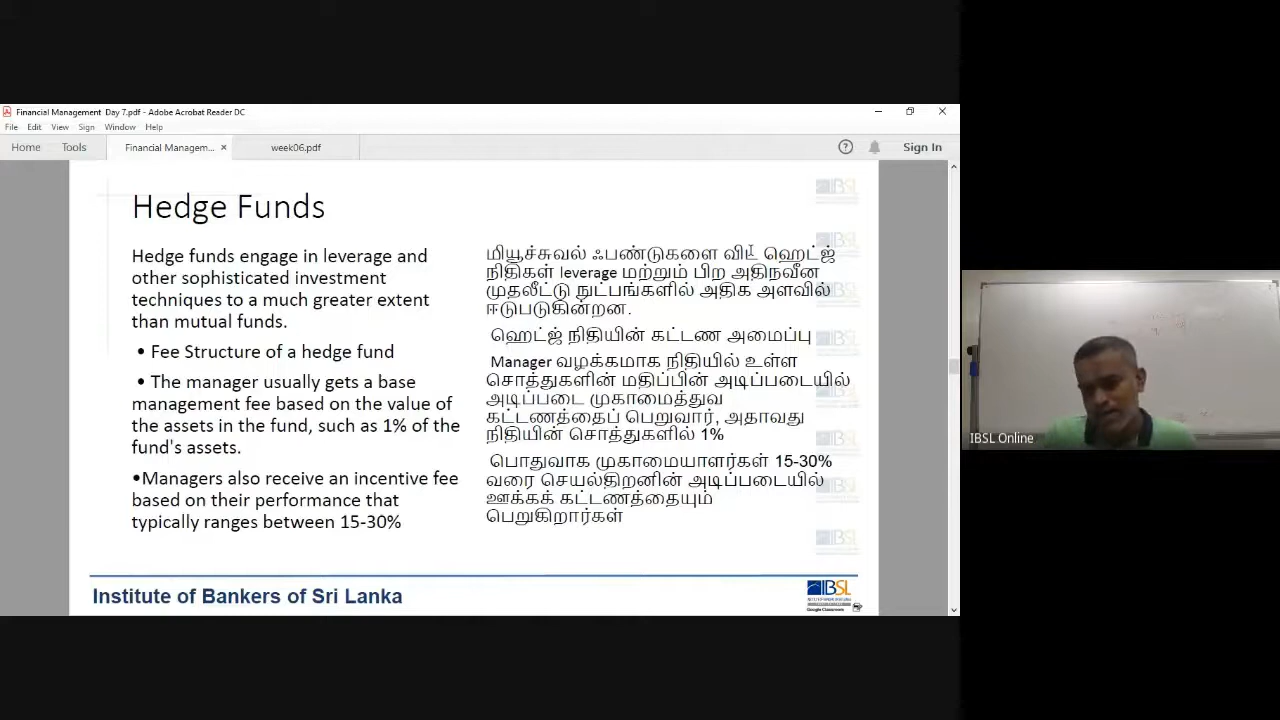 Financial Management Day 7.pdf - Adobe Acrobat Reader DC
File Edit View Sign Window Help
Home Tools Financial Managem... × week06.pdf ? Sign In
Hedge Funds
Hedge funds engage in leverage and
other sophisticated investment
techniques to a much greater extent
than mutual funds.
• Fee Structure of a hedge fund
• The manager usually gets a base
management fee based on the value of
the assets in the fund, such as 1% of the
fund's assets.
•Managers also receive an incentive fee
based on their performance that
typically ranges between 15-30%
மியூச்சுவல் ஃபண்டுகளை விட ஹெட்ஜ்
நிதிகள் leverage மற்றும் பிற அதிநவீன
முதலீட்டு நுட்பங்களில் அதிக அளவில்
ஈடுபடுகின்றன.
ஹெட்ஜ் நிதியின் கட்டண அமைப்பு
Manager வழக்கமாக நிதியில் உள்ள
சொத்துகளின் மதிப்பின் அடிப்படையில்
அடிப்படை முகாமைத்துவ
கட்டணத்தைப் பெறுவார், அதாவது
நிதியின் சொத்துகளில் 1%
பொதுவாக முகாமையாளர்கள் 15-30%
வரை செயல்திறனின் அடிப்படையில்
ஊக்கக் கட்டணத்தையும்
பெறுகிறார்கள்
Institute of Bankers of Sri Lanka
IBSL
Google Classroom
IBSL Online